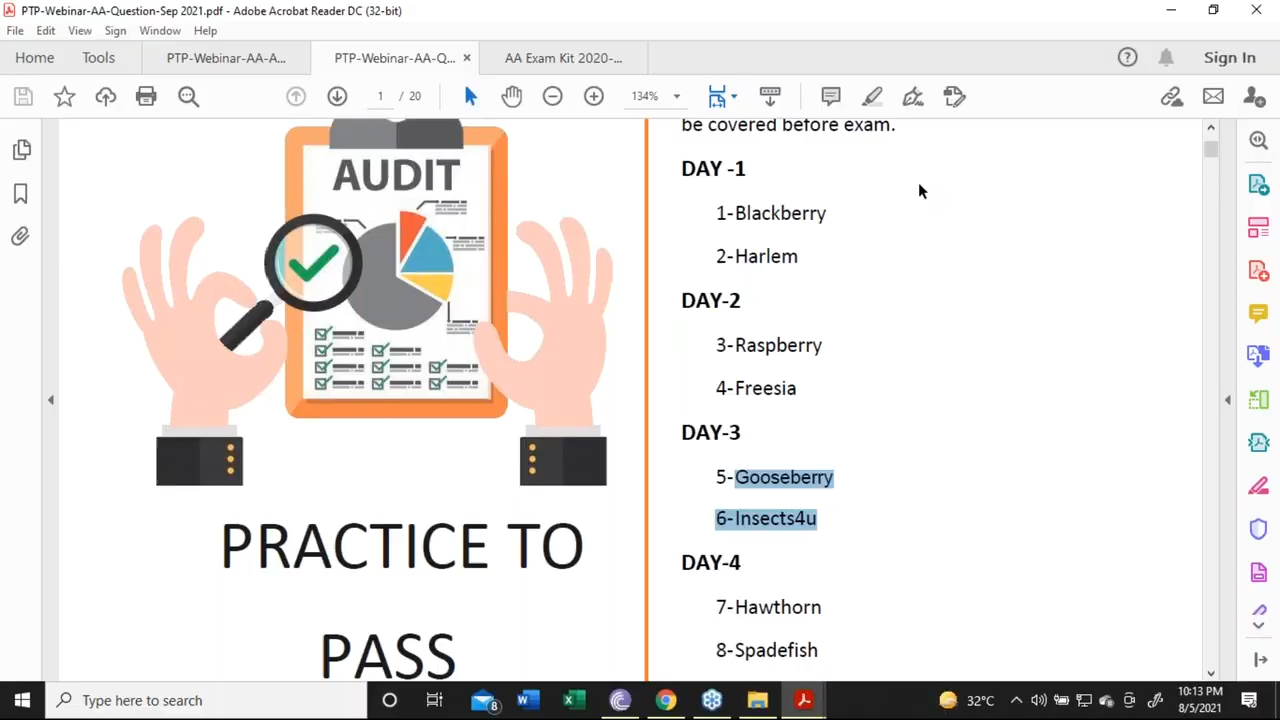 PTP-Webinar-AA-Question-Sep 2021.pdf - Adobe Acrobat Reader DC (32-bit)
File Edit View Sign Window Help
Home Tools PTP-Webinar-AA-A... PTP-Webinar-AA-Q... AA Exam Kit 2020-... Sign In
1 / 20 134%
be covered before exam.
AUDIT
DAY -1
1-Blackberry
2-Harlem
DAY-2
3-Raspberry
4-Freesia
DAY-3
5-Gooseberry
6-Insects4u
DAY-4
7-Hawthorn
8-Spadefish
PRACTICE TO
PASS
Type here to search
8
32°C
10:13 PM
8/5/2021